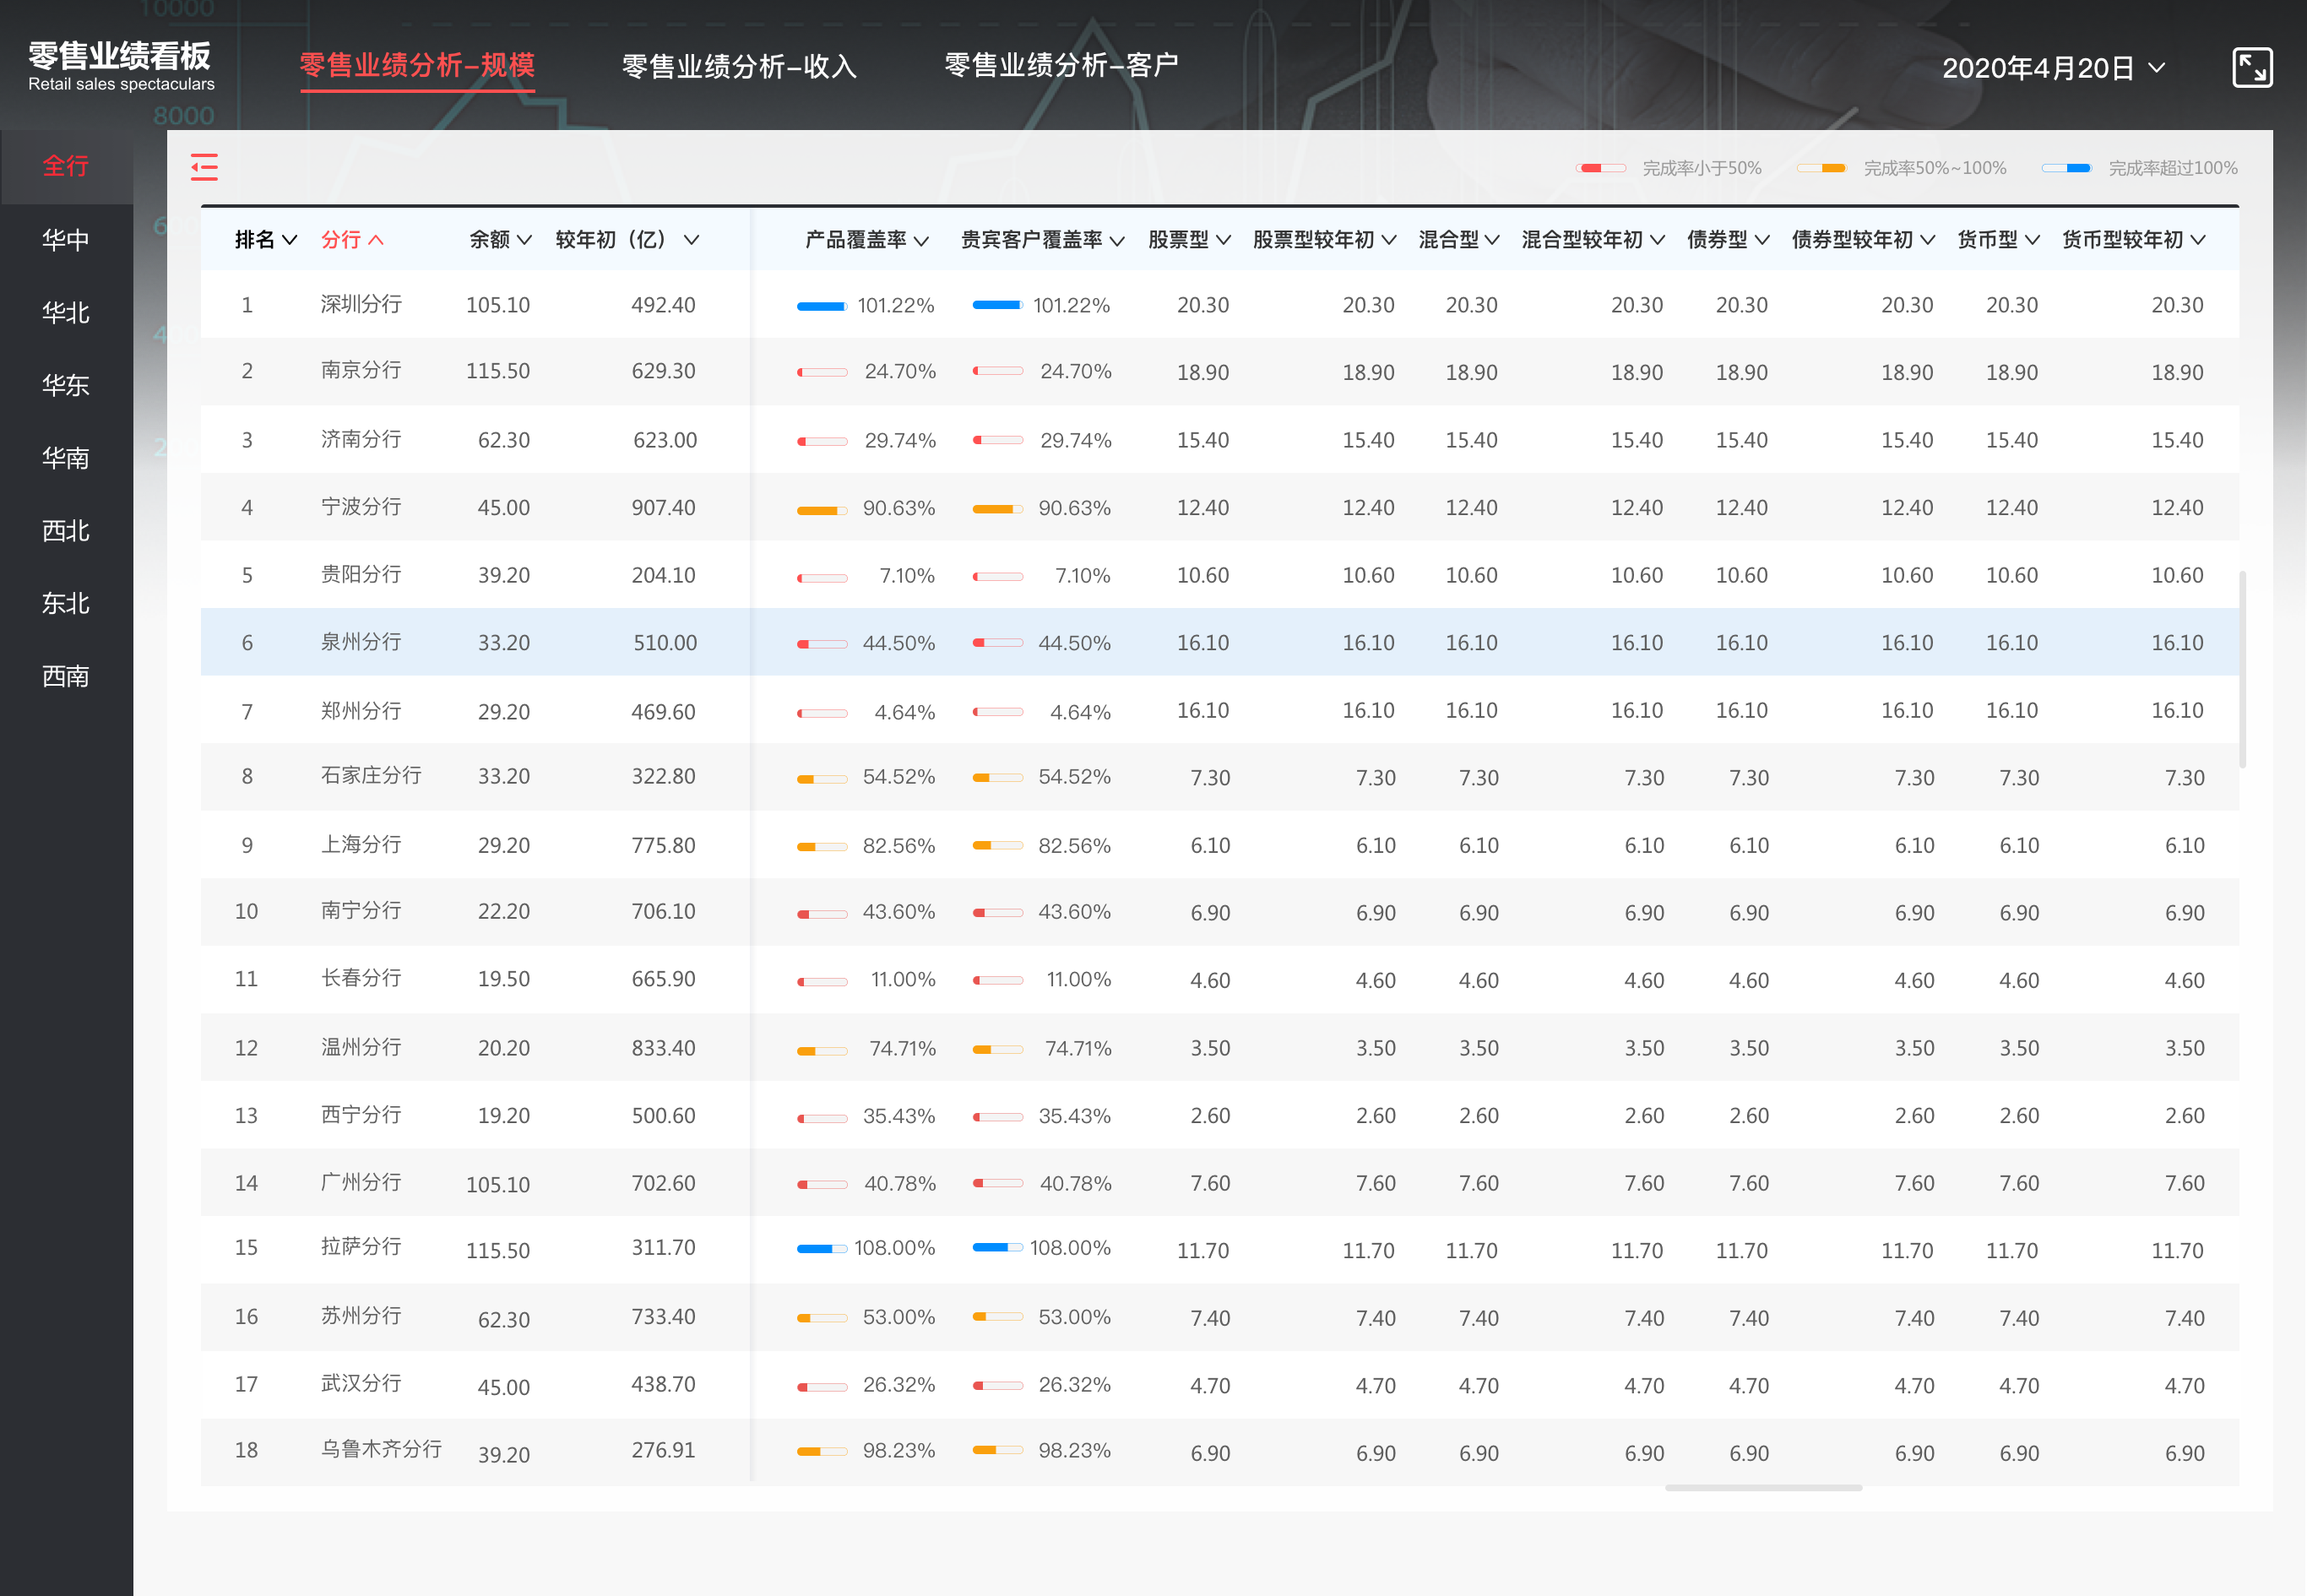 10000
零售业绩看板
Retail sales spectaculars
零售业绩分析-规模
零售业绩分析-收入
零售业绩分析-客户
2020年4月20日
8000
全行
华中
华北
华东
华南
西北
东北
西南
完成率小于50% 完成率50%~100% 完成率超过100%
排名 分行 余额 较年初（亿） 产品覆盖率 贵宾客户覆盖率 股票型 股票型较年初 混合型 混合型较年初 债券型 债券型较年初 货币型 货币型较年初
1 深圳分行 105.10 492.40 101.22% 101.22% 20.30 20.30 20.30 20.30 20.30 20.30 20.30 20.30
2 南京分行 115.50 629.30 24.70% 24.70% 18.90 18.90 18.90 18.90 18.90 18.90 18.90 18.90
3 济南分行 62.30 623.00 29.74% 29.74% 15.40 15.40 15.40 15.40 15.40 15.40 15.40 15.40
4 宁波分行 45.00 907.40 90.63% 90.63% 12.40 12.40 12.40 12.40 12.40 12.40 12.40 12.40
5 贵阳分行 39.20 204.10 7.10% 7.10% 10.60 10.60 10.60 10.60 10.60 10.60 10.60 10.60
6 泉州分行 33.20 510.00 44.50% 44.50% 16.10 16.10 16.10 16.10 16.10 16.10 16.10 16.10
7 郑州分行 29.20 469.60 4.64% 4.64% 16.10 16.10 16.10 16.10 16.10 16.10 16.10 16.10
8 石家庄分行 33.20 322.80 54.52% 54.52% 7.30 7.30 7.30 7.30 7.30 7.30 7.30 7.30
9 上海分行 29.20 775.80 82.56% 82.56% 6.10 6.10 6.10 6.10 6.10 6.10 6.10 6.10
10 南宁分行 22.20 706.10 43.60% 43.60% 6.90 6.90 6.90 6.90 6.90 6.90 6.90 6.90
11 长春分行 19.50 665.90 11.00% 11.00% 4.60 4.60 4.60 4.60 4.60 4.60 4.60 4.60
12 温州分行 20.20 833.40 74.71% 74.71% 3.50 3.50 3.50 3.50 3.50 3.50 3.50 3.50
13 西宁分行 19.20 500.60 35.43% 35.43% 2.60 2.60 2.60 2.60 2.60 2.60 2.60 2.60
14 广州分行 105.10 702.60 40.78% 40.78% 7.60 7.60 7.60 7.60 7.60 7.60 7.60 7.60
15 拉萨分行 115.50 311.70 108.00% 108.00% 11.70 11.70 11.70 11.70 11.70 11.70 11.70 11.70
16 苏州分行 62.30 733.40 53.00% 53.00% 7.40 7.40 7.40 7.40 7.40 7.40 7.40 7.40
17 武汉分行 45.00 438.70 26.32% 26.32% 4.70 4.70 4.70 4.70 4.70 4.70 4.70 4.70
18 乌鲁木齐分行 39.20 276.91 98.23% 98.23% 6.90 6.90 6.90 6.90 6.90 6.90 6.90 6.90